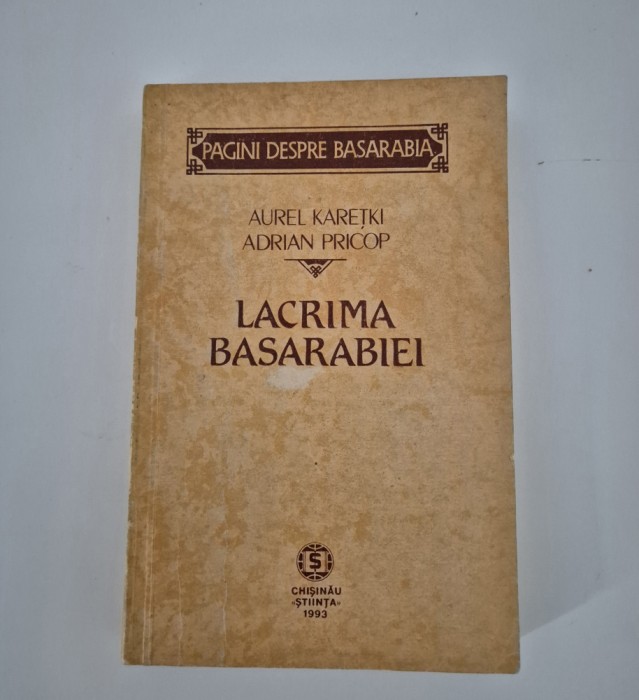 PAGINI DESPRE BASARABIA
AUREL KAREȚKI
ADRIAN PRICOP
LACRIMA
BASARABIEI
Ș
CHIȘINĂU
«ȘTIINȚA»
1993